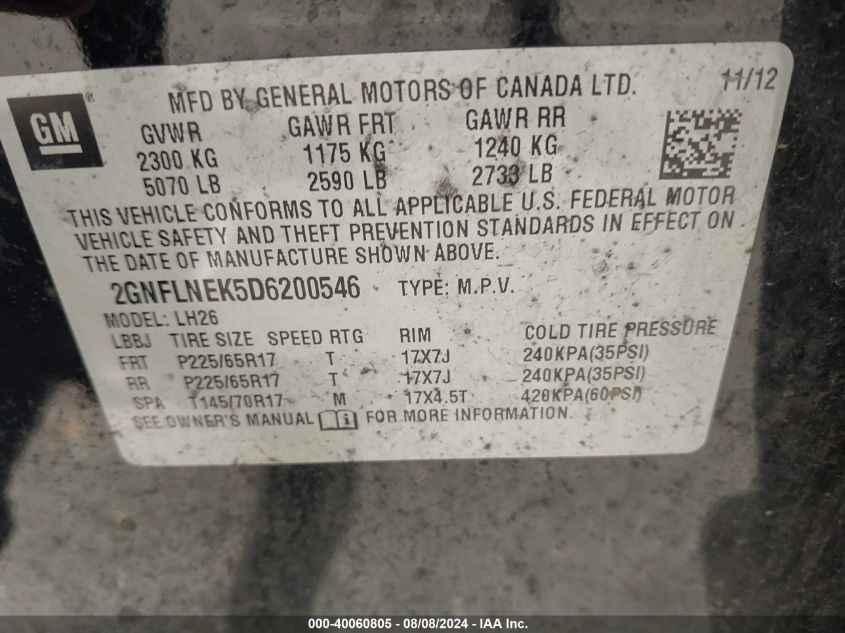 GM ®
MFD BY GENERAL MOTORS OF CANADA LTD. 11/12
GVWR GAWR FRT GAWR RR
2300 KG 1175 KG 1240 KG
5070 LB 2590 LB 2733 LB
THIS VEHICLE CONFORMS TO ALL APPLICABLE U.S. FEDERAL MOTOR
VEHICLE SAFETY AND THEFT PREVENTION STANDARDS IN EFFECT ON
THE DATE OF MANUFACTURE SHOWN ABOVE.
2GNFLNEK5D6200546 TYPE: M.P.V.
MODEL: LH26
LBBJ TIRE SIZE SPEED RTG RIM COLD TIRE PRESSURE
FRT P225/65R17 T 17X7J 240KPA(35PSI)
RR P225/65R17 T 17X7J 240KPA(35PSI)
SPA T145/70R17 M 17X4.5T 420KPA(60PSI)
SEE OWNER'S MANUAL FOR MORE INFORMATION.
000-40060805 - 08/08/2024 - IAA Inc.